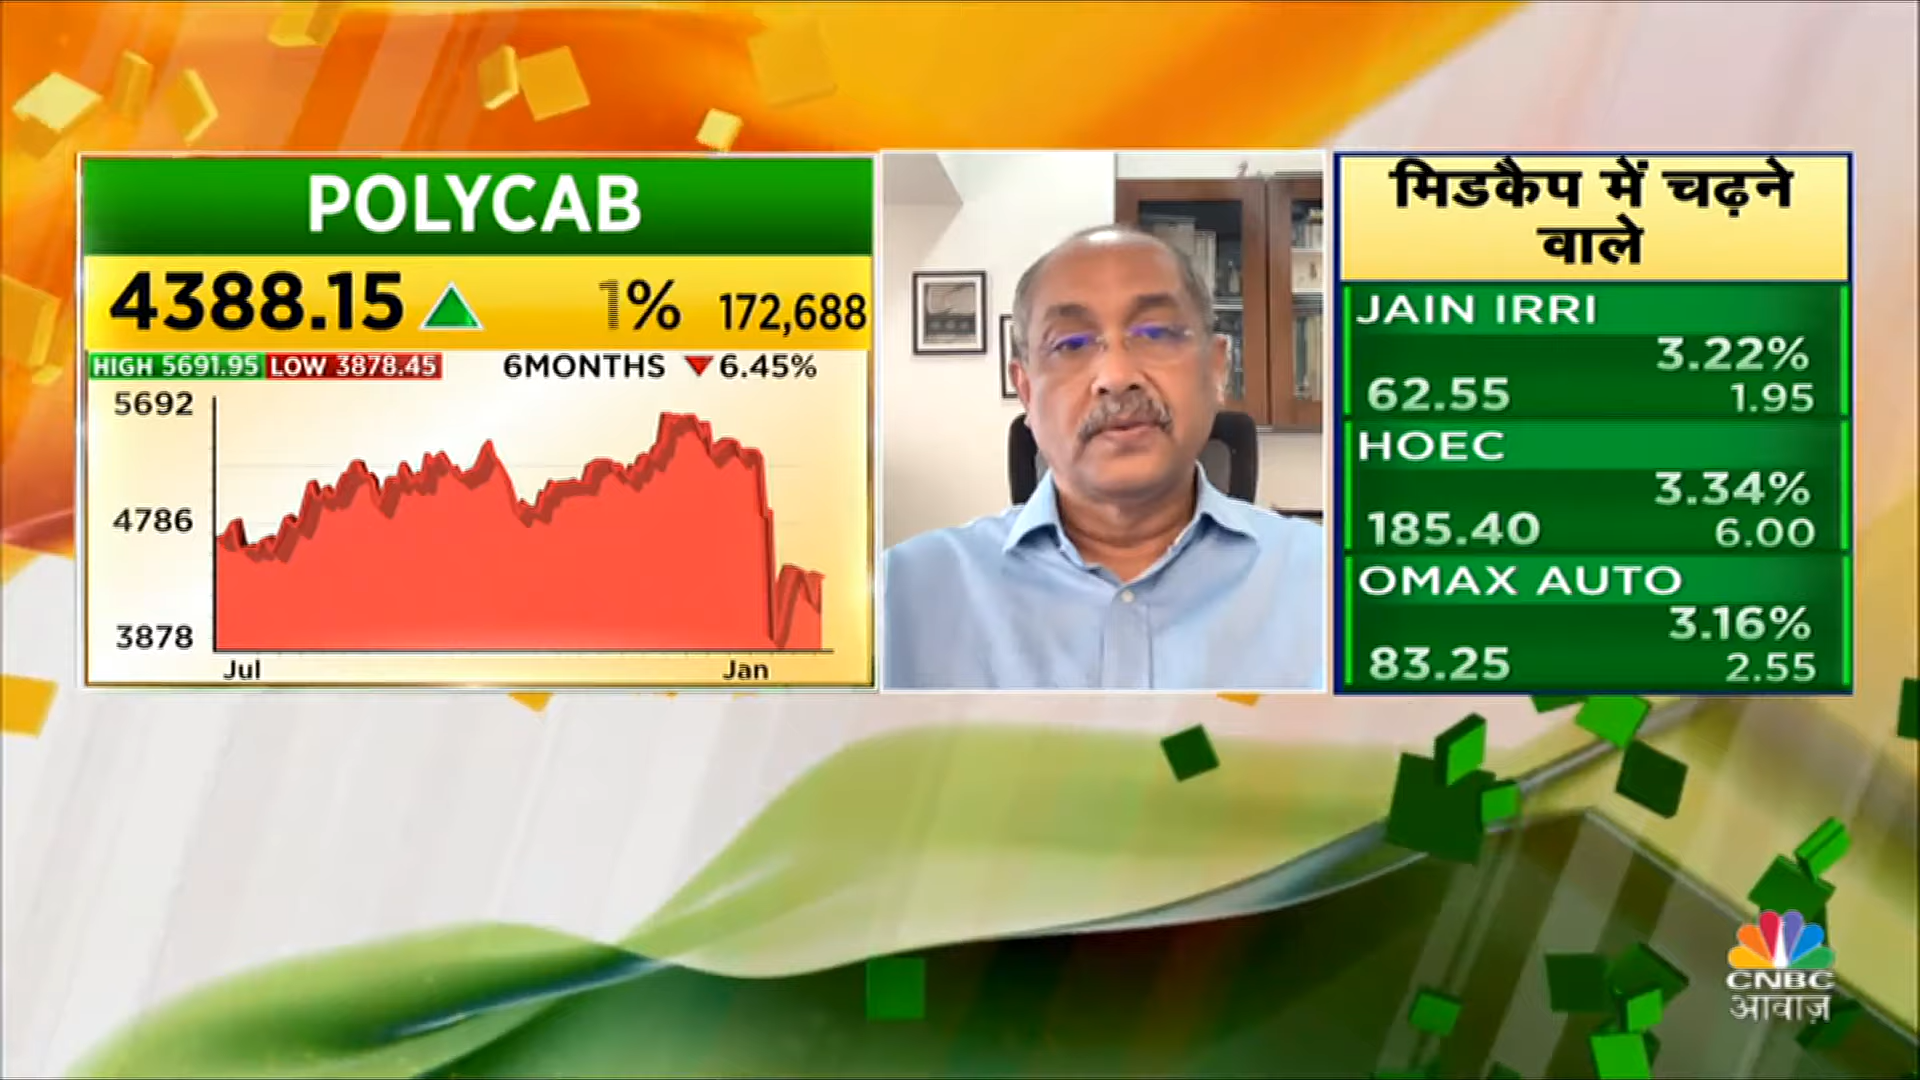 POLYCAB
4388.15 1% 172,688
HIGH 5691.95 LOW 3878.45 6MONTHS 6.45%
5692
4786
3878
Jul Jan
मिडकैप में चढ़ने
वाले
JAIN IRRI
3.22%
62.55 1.95
HOEC
3.34%
185.40 6.00
OMAX AUTO
3.16%
83.25 2.55
CNBC
आवाज़